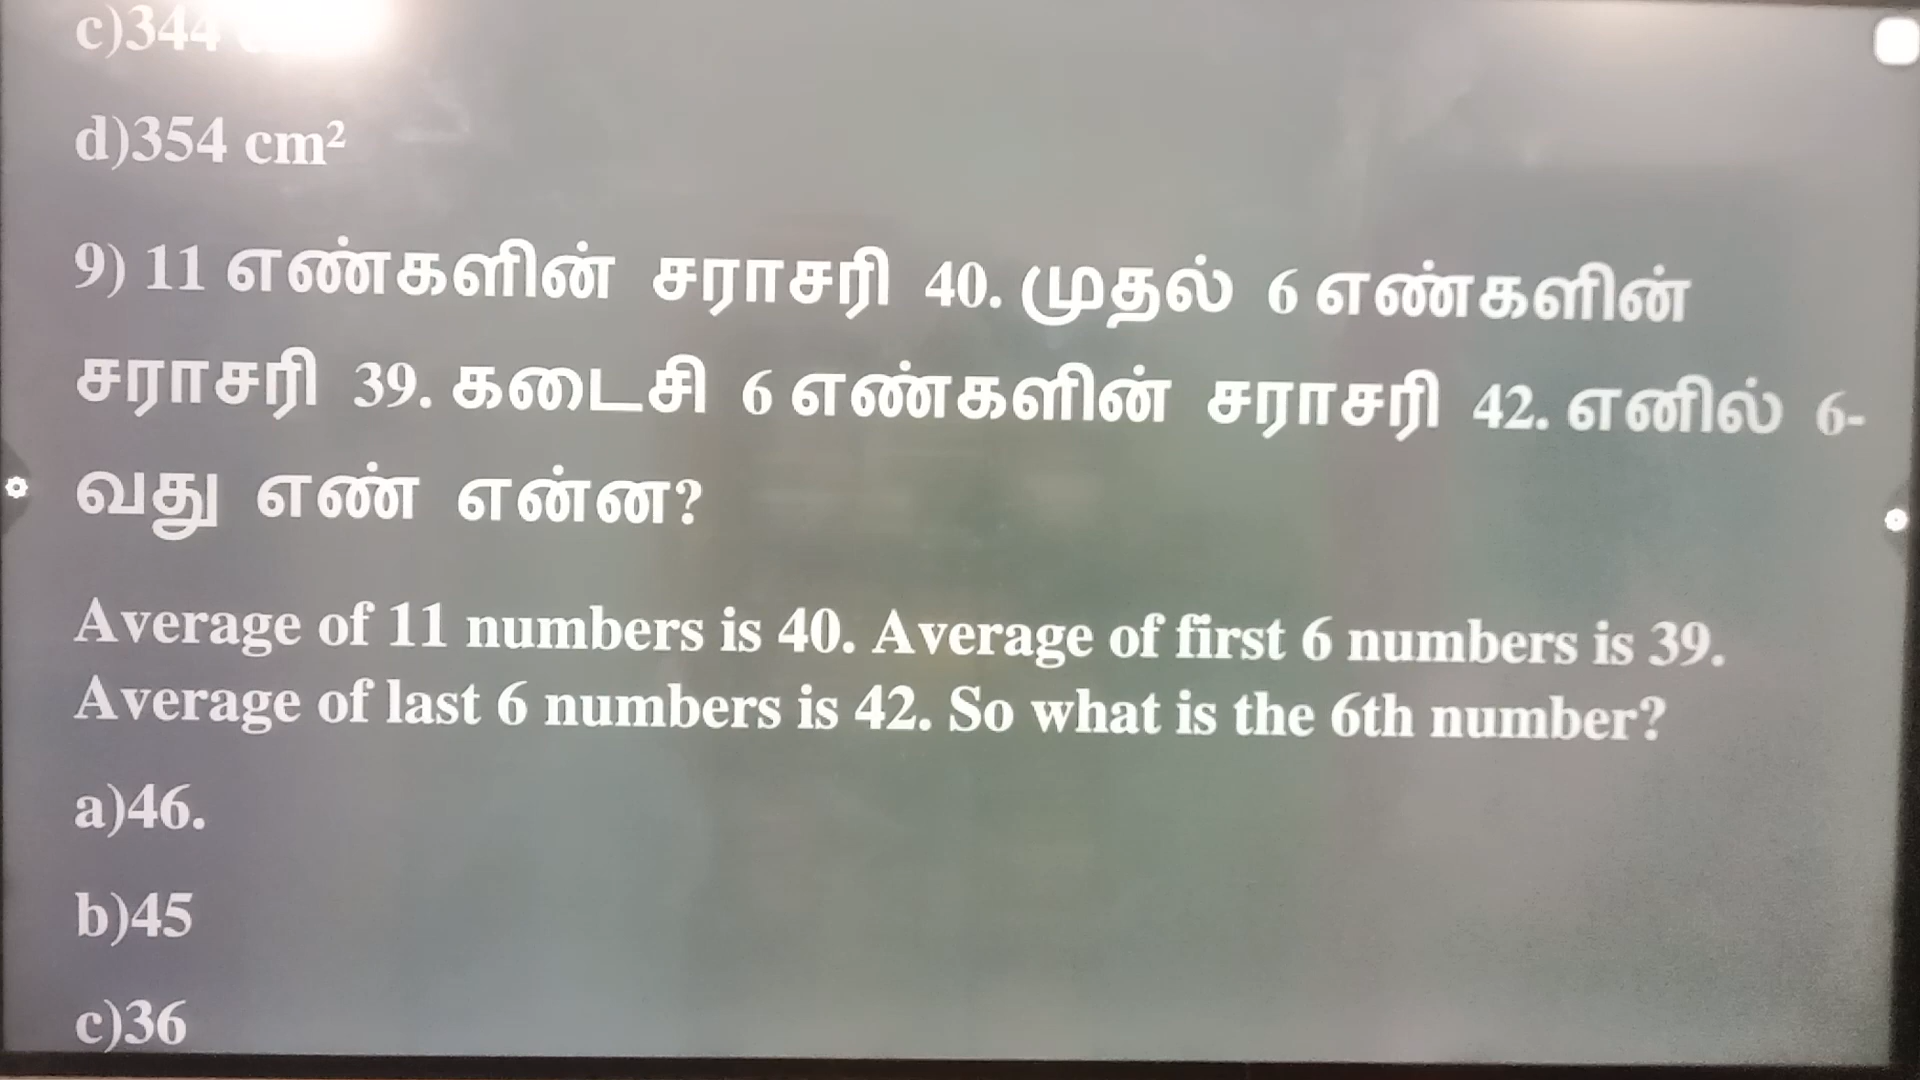 c)344
d)354 cm²
9) 11 எண்களின் சராசரி 40. முதல் 6 எண்களின்
சராசரி 39. கடைசி 6 எண்களின் சராசரி 42. எனில் 6-
வது எண் என்ன?
Average of 11 numbers is 40. Average of first 6 numbers is 39.
Average of last 6 numbers is 42. So what is the 6th number?
a)46.
b)45
c)36